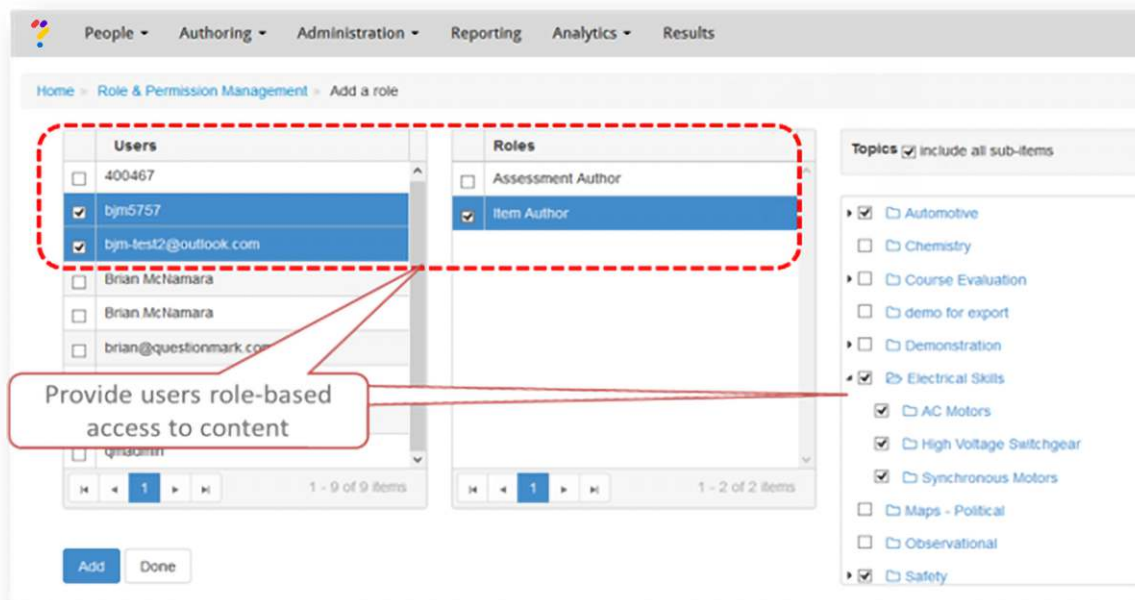 People Authoring Administration Reporting Analytics Results
Home Role & Permission Management Add a role
Users
400467
bjm5757
bjm-test2@outlook.com
Brian McNamara
Brian McNamara
brian@questionmark.com
qmadmin
1
1 - 9 of 9 items
Roles
Assessment Author
Item Author
1
1 - 2 of 2 items
Topics include all sub-items
Automotive
Chemistry
Course Evaluation
demo for export
Demonstration
Electrical Skills
AC Motors
High Voltage Switchgear
Synchronous Motors
Maps - Political
Observational
Safety
Provide users role-based
access to content
Add Done